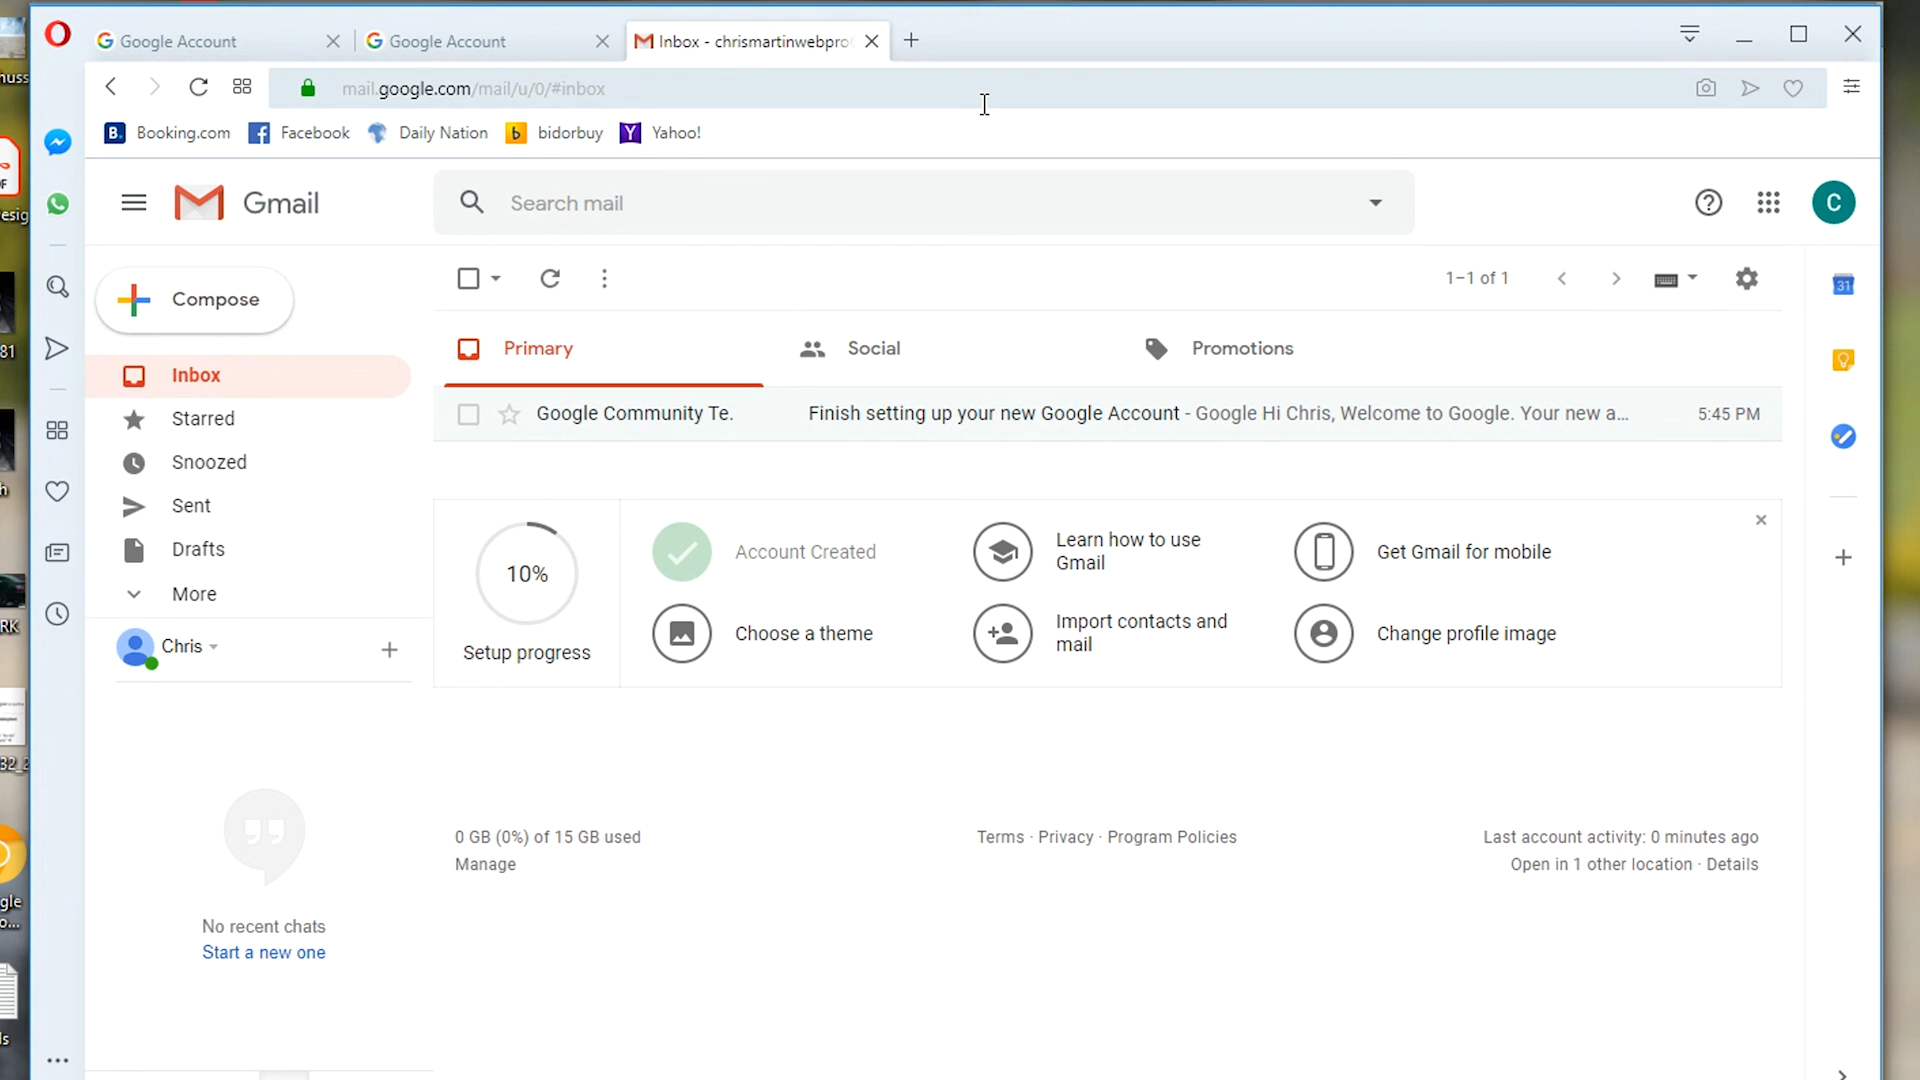 Google Account
Google Account
Inbox - chrismartinwebpro
mail.google.com/mail/u/0/#inbox
B. Booking.com
Facebook
Daily Nation
b bidorbuy
Y Yahoo!
Gmail
Search mail
C
Compose
1–1 of 1
31
Primary
Social
Promotions
Inbox
Google Community Te.
Finish setting up your new Google Account - Google Hi Chris, Welcome to Google. Your new a...
5:45 PM
Starred
Snoozed
Sent
Drafts
More
10%
Setup progress
Account Created
Learn how to use
Gmail
Get Gmail for mobile
Choose a theme
Import contacts and
mail
Change profile image
Chris
0 GB (0%) of 15 GB used
Manage
Terms · Privacy · Program Policies
Last account activity: 0 minutes ago
Open in 1 other location · Details
No recent chats
Start a new one